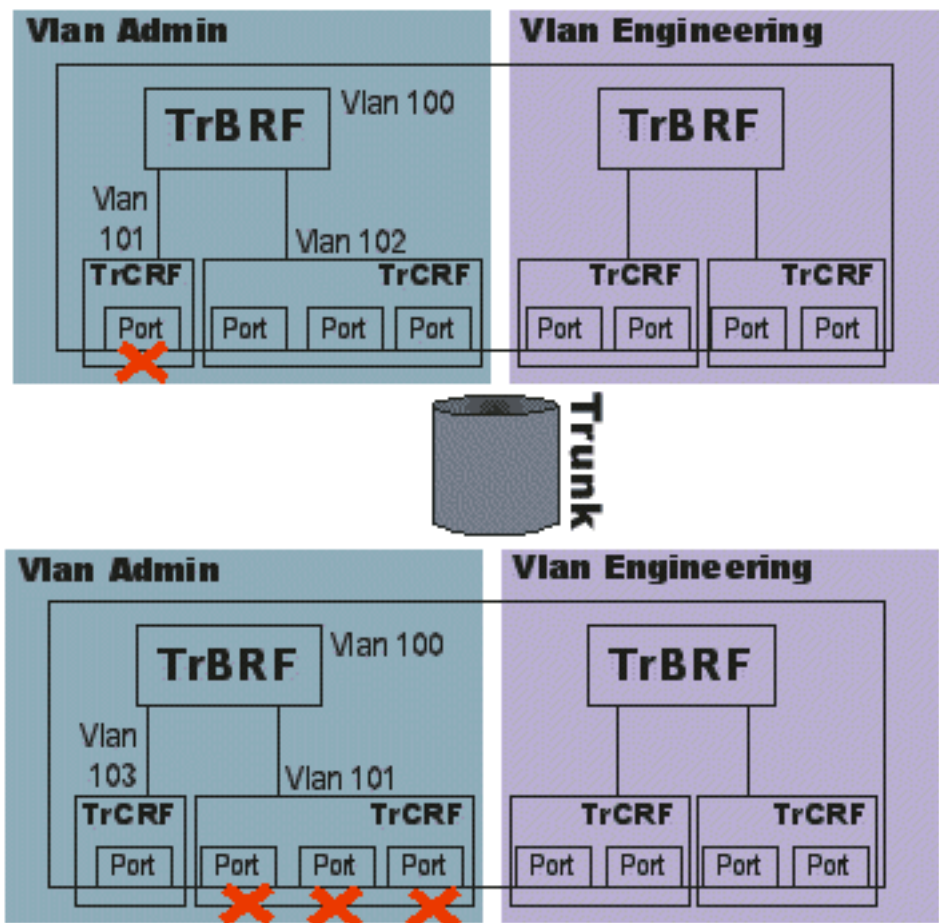 Vlan Admin
Vlan Engineering
TrBRF
Vlan 100
TrBRF
Vlan
101
Vlan 102
TrCRF
TrCRF
TrCRF
TrCRF
Port
Port
Port
Port
Port
Port
Port
Port
Trunk
Vlan Admin
Vlan Engineering
TrBRF
Vlan 100
TrBRF
Vlan
103
Vlan 101
TrCRF
TrCRF
TrCRF
TrCRF
Port
Port
Port
Port
Port
Port
Port
Port